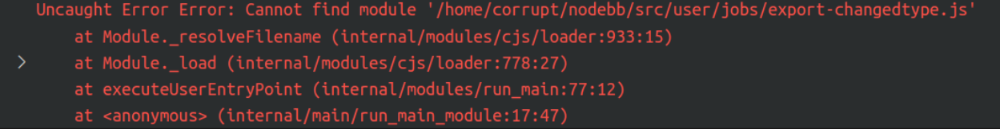 Uncaught Error Error: Cannot find module '/home/corrupt/nodebb/src/user/jobs/export-changedtype.js'
at Module._resolveFilename (internal/modules/cjs/loader:933:15)
at Module._load (internal/modules/cjs/loader:778:27)
at executeUserEntryPoint (internal/modules/run_main:77:12)
at <anonymous> (internal/main/run_main_module:17:47)